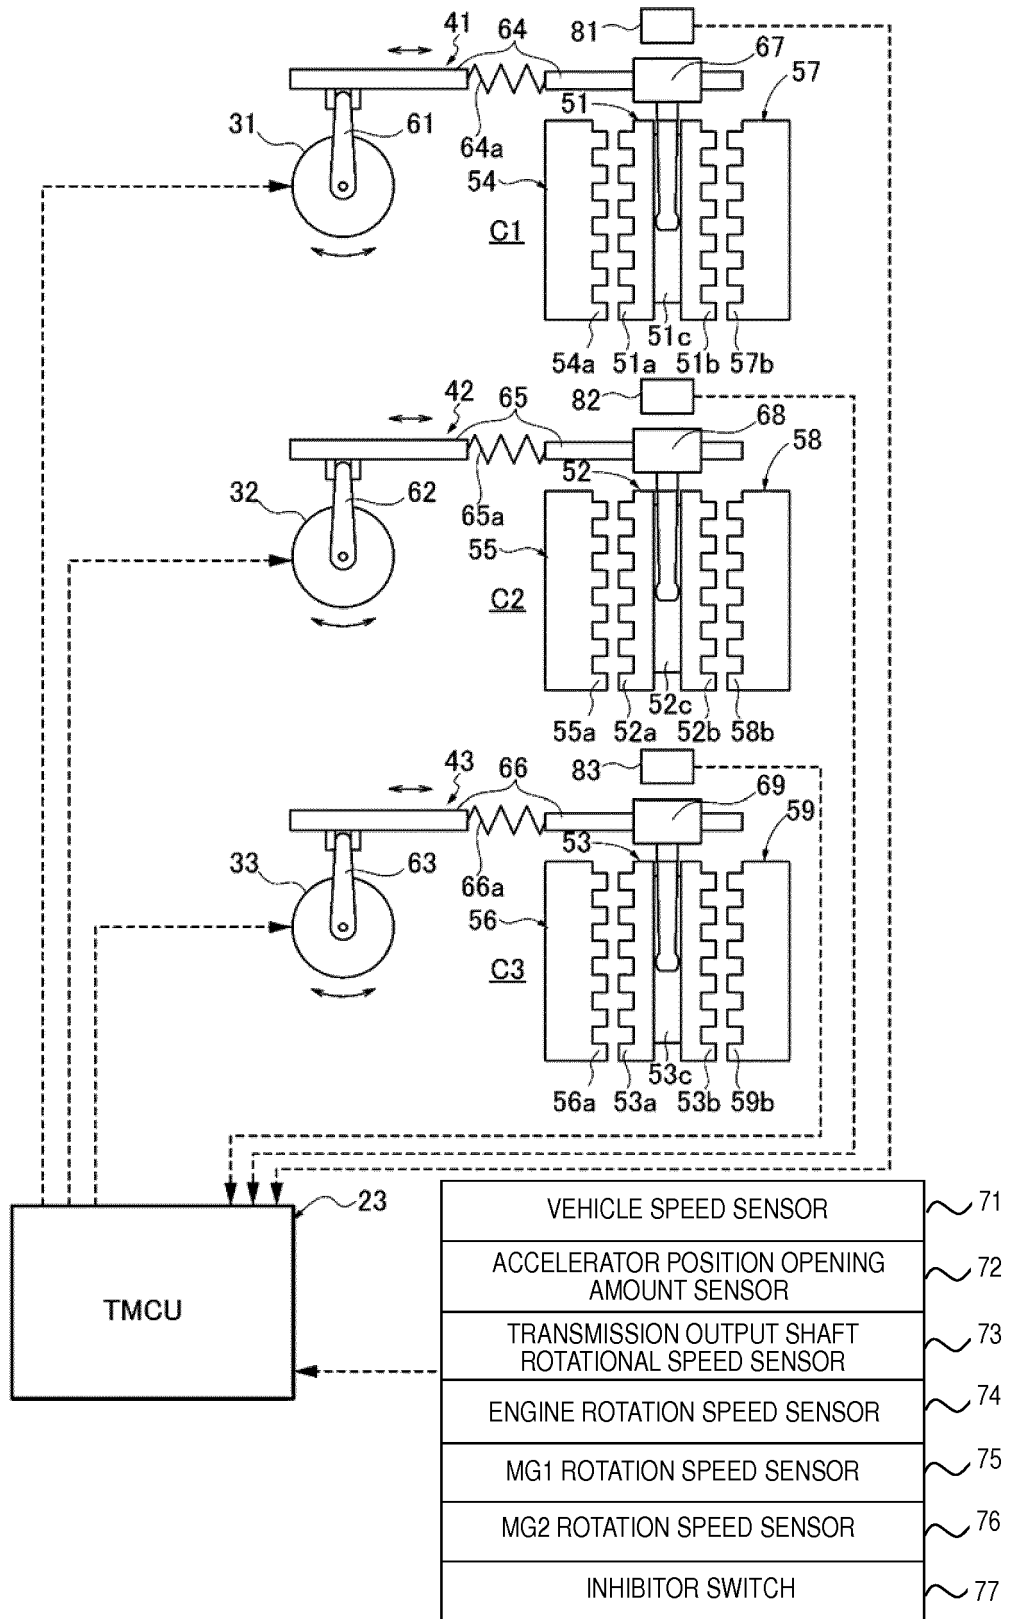 81
41
64
67
57
51
31
61
64a
54
C1
51c
54a
51a
51b
57b
82
42
65
68
58
52
32
62
65a
55
C2
52c
55a
52a
52b
58b
83
43
66
69
59
53
33
63
66a
56
C3
53c
56a
53a
53b
59b
23
TMCU
VEHICLE SPEED SENSOR
71
ACCELERATOR POSITION OPENING
AMOUNT SENSOR
72
TRANSMISSION OUTPUT SHAFT
ROTATIONAL SPEED SENSOR
73
ENGINE ROTATION SPEED SENSOR
74
MG1 ROTATION SPEED SENSOR
75
MG2 ROTATION SPEED SENSOR
76
INHIBITOR SWITCH
77